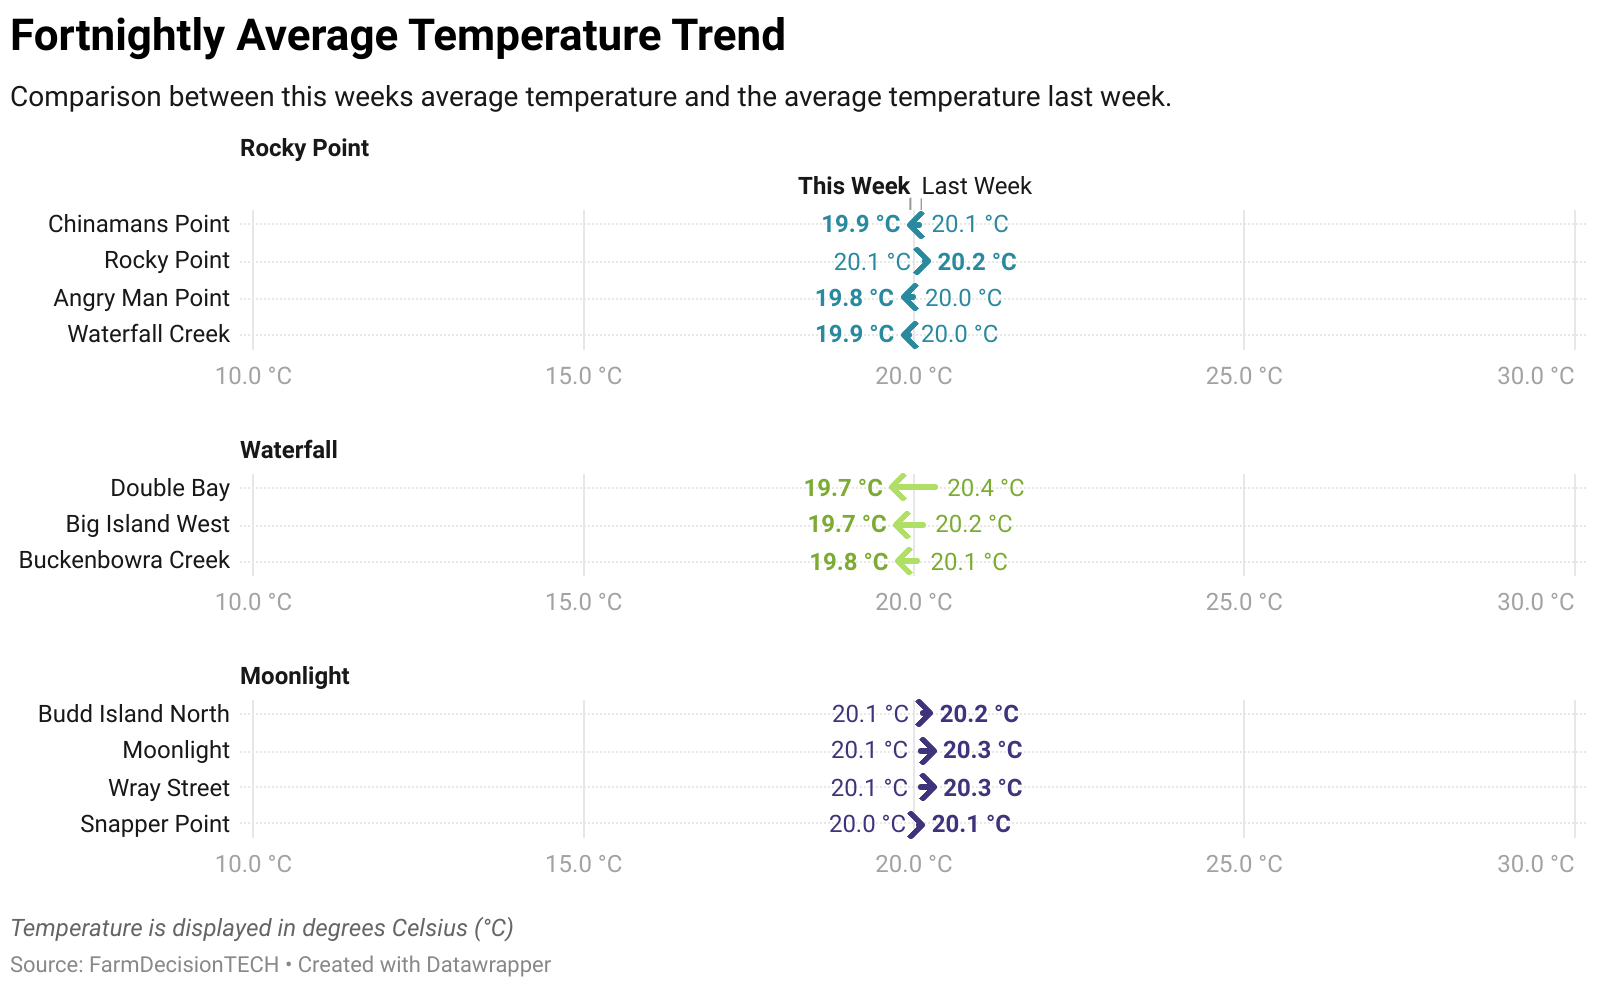 Fortnightly Average Temperature Trend
Comparison between this weeks average temperature and the average temperature last week.
Rocky Point
This Week Last Week
Chinamans Point 19.9 °C 20.1 °C
Rocky Point 20.1 °C 20.2 °C
Angry Man Point 19.8 °C 20.0 °C
Waterfall Creek 19.9 °C 20.0 °C
10.0 °C 15.0 °C 20.0 °C 25.0 °C 30.0 °C
Waterfall
Double Bay 19.7 °C 20.4 °C
Big Island West 19.7 °C 20.2 °C
Buckenbowra Creek 19.8 °C 20.1 °C
10.0 °C 15.0 °C 20.0 °C 25.0 °C 30.0 °C
Moonlight
Budd Island North 20.1 °C 20.2 °C
Moonlight 20.1 °C 20.3 °C
Wray Street 20.1 °C 20.3 °C
Snapper Point 20.0 °C 20.1 °C
10.0 °C 15.0 °C 20.0 °C 25.0 °C 30.0 °C
Temperature is displayed in degrees Celsius (°C)
Source: FarmDecisionTECH • Created with Datawrapper